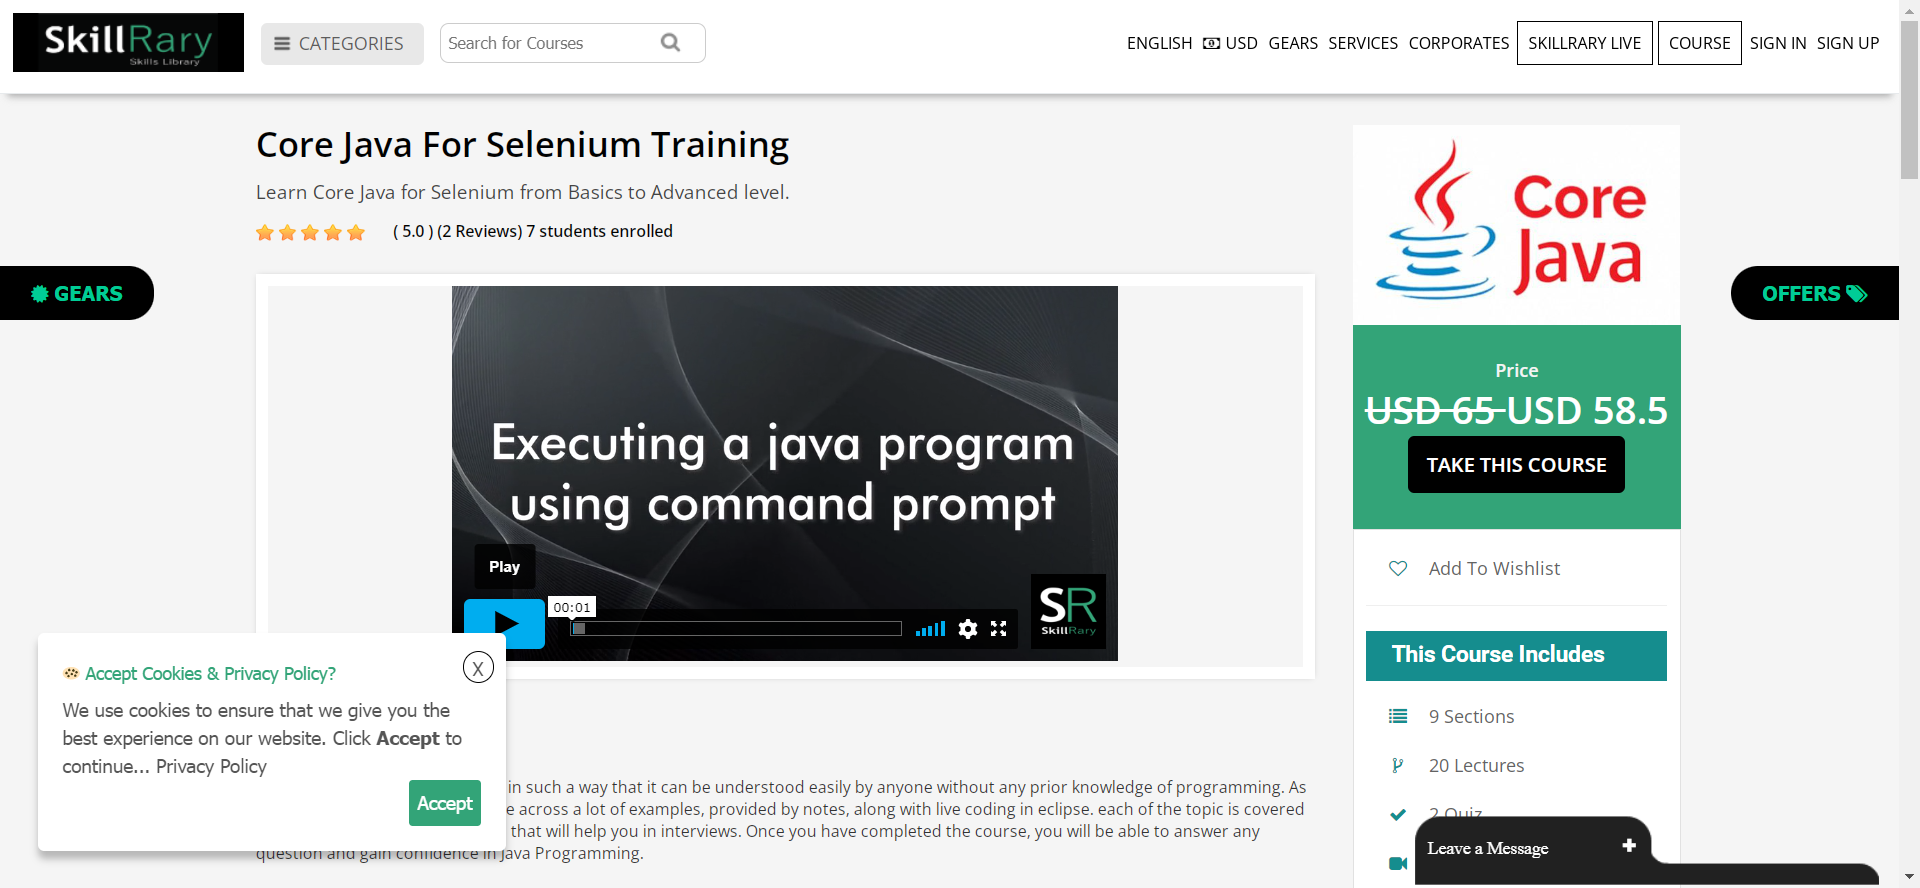 SkillRary
Skills Library
CATEGORIES
Search for Courses
ENGLISH USD GEARS SERVICES CORPORATES SKILLRARY LIVE COURSE SIGN IN SIGN UP
Core Java For Selenium Training
Learn Core Java for Selenium from Basics to Advanced level.
( 5.0 ) (2 Reviews) 7 students enrolled
GEARS
OFFERS
Core
Java
Executing a java program
using command prompt
Play
00:01
SR
SkillRary
Price
USD 65 USD 58.5
TAKE THIS COURSE
Add To Wishlist
This Course Includes
9 Sections
20 Lectures
2 Quiz
Accept Cookies & Privacy Policy?
X
We use cookies to ensure that we give you the
best experience on our website. Click Accept to
continue... Privacy Policy
Accept
in such a way that it can be understood easily by anyone without any prior knowledge of programming. As
e across a lot of examples, provided by notes, along with live coding in eclipse. each of the topic is covered
that will help you in interviews. Once you have completed the course, you will be able to answer any
question and gain confidence in Java Programming.
Leave a Message